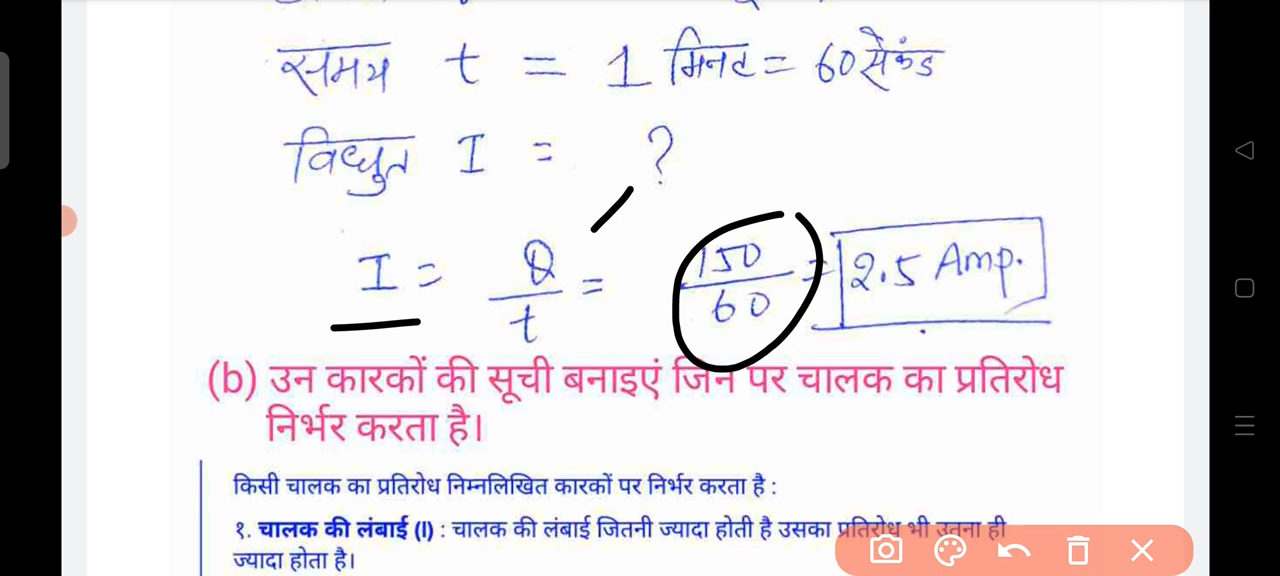 समय t = 1 मिनट = 60 सेकंड
विधुत I = ?
I = Q/t = 150/60 = 2.5 Amp.
(b) उन कारकों की सूची बनाइएं जिन पर चालक का प्रतिरोध
निर्भर करता है।
किसी चालक का प्रतिरोध निम्नलिखित कारकों पर निर्भर करता है :
१. चालक की लंबाई (l) : चालक की लंबाई जितनी ज्यादा होती है उसका प्रतिरोध भी उतना ही
ज्यादा होता है।